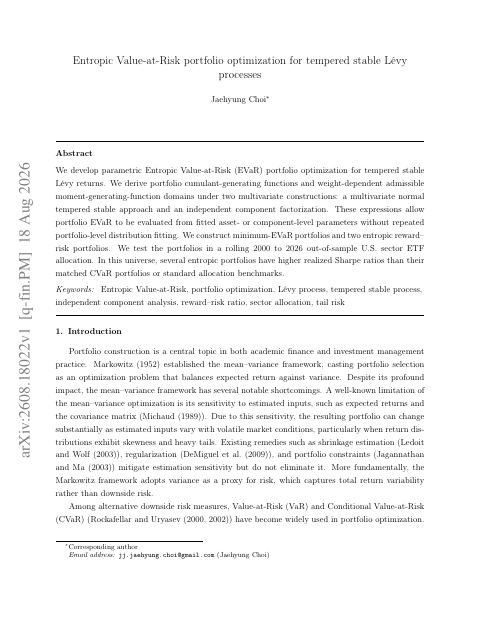 Entropic Value-at-Risk portfolio optimization for tempered stable Lévy
processes
Jaehyung Choi*
Abstract
We develop parametric Entropic Value-at-Risk (EVaR) portfolio optimization for tempered stable
Lévy returns. We derive portfolio cumulant-generating functions and weight-dependent admissible
moment-generating-function domains under two multivariate constructions: a multivariate normal
tempered stable approach and an independent component factorization. These expressions allow
portfolio EVaR to be evaluated from fitted asset- or component-level parameters without repeated
portfolio-level distribution fitting. We construct minimum-EVaR portfolios and two entropic reward–
risk portfolios. We test the portfolios in a rolling 2000 to 2026 out-of-sample U.S. sector ETF
allocation. In this universe, several entropic portfolios have higher realized Sharpe ratios than their
matched CVaR portfolios or standard allocation benchmarks.
Keywords: Entropic Value-at-Risk, portfolio optimization, Lévy process, tempered stable process,
independent component analysis, reward–risk ratio, sector allocation, tail risk
1. Introduction
Portfolio construction is a central topic in both academic finance and investment management
practice. Markowitz (1952) established the mean–variance framework, casting portfolio selection
as an optimization problem that balances expected return against variance. Despite its profound
impact, the mean–variance framework has several notable shortcomings. A well-known limitation of
the mean–variance optimization is its sensitivity to estimated inputs, such as expected returns and
the covariance matrix (Michaud (1989)). Due to this sensitivity, the resulting portfolio can change
substantially as estimated inputs vary with volatile market conditions, particularly when return dis-
tributions exhibit skewness and heavy tails. Existing remedies such as shrinkage estimation (Ledoit
and Wolf (2003)), regularization (DeMiguel et al. (2009)), and portfolio constraints (Jagannathan
and Ma (2003)) mitigate estimation sensitivity but do not eliminate it. More fundamentally, the
Markowitz framework adopts variance as a proxy for risk, which captures total return variability
rather than downside risk.
Among alternative downside risk measures, Value-at-Risk (VaR) and Conditional Value-at-Risk
(CVaR) (Rockafellar and Uryasev (2000, 2002)) have become widely used in portfolio optimization.
*Corresponding author
Email address: jj.jaehyung.choi@gmail.com (Jaehyung Choi)
arXiv:2608.18022v1 [q-fin.PM] 18 Aug 2026